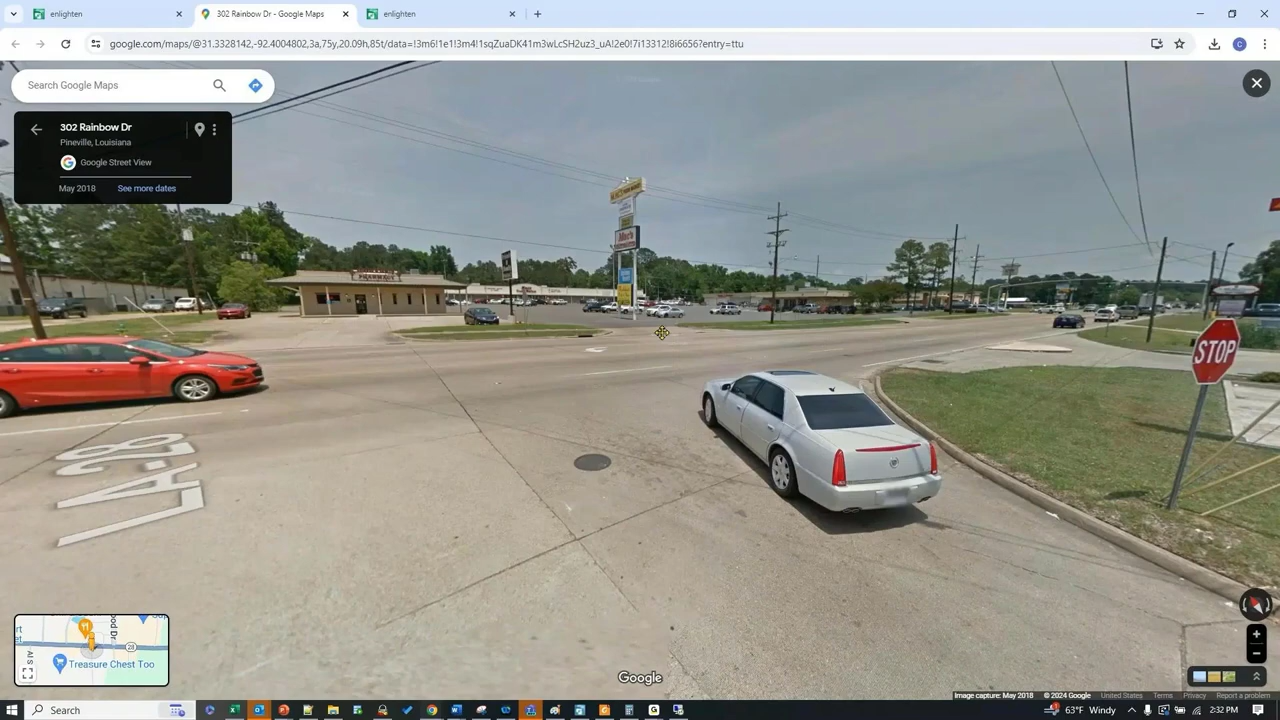 enlighten
302 Rainbow Dr - Google Maps
enlighten
google.com/maps/@31.3328142,-92.4004802,3a,75y,20.09h,85t/data=!3m6!1e1!3m4!1sqZuaDK41m3wLcSH2uz3_uA!2e0!7i13312!8i6656?entry=ttu
Search Google Maps
302 Rainbow Dr
Pineville, Louisiana
Google Street View
May 2018
See more dates
STOP
LA-28
28
Treasure Chest Too
Google
Image capture: May 2018
© 2024 Google
United States
Terms
Privacy
Report a problem
Search
63°F Windy
2:32 PM